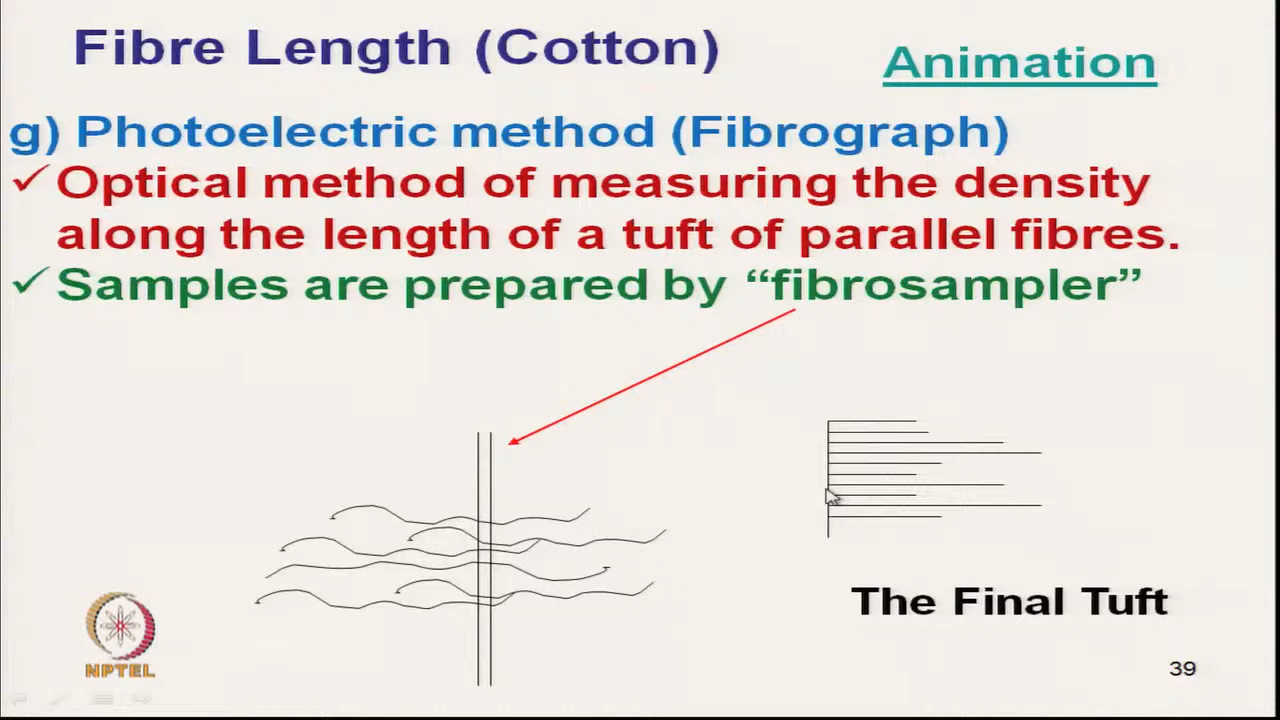 Fibre Length (Cotton)
Animation
g) Photoelectric method (Fibrograph)
✓ Optical method of measuring the density
along the length of a tuft of parallel fibres.
✓ Samples are prepared by “fibrosampler”
The Final Tuft
NPTEL
39